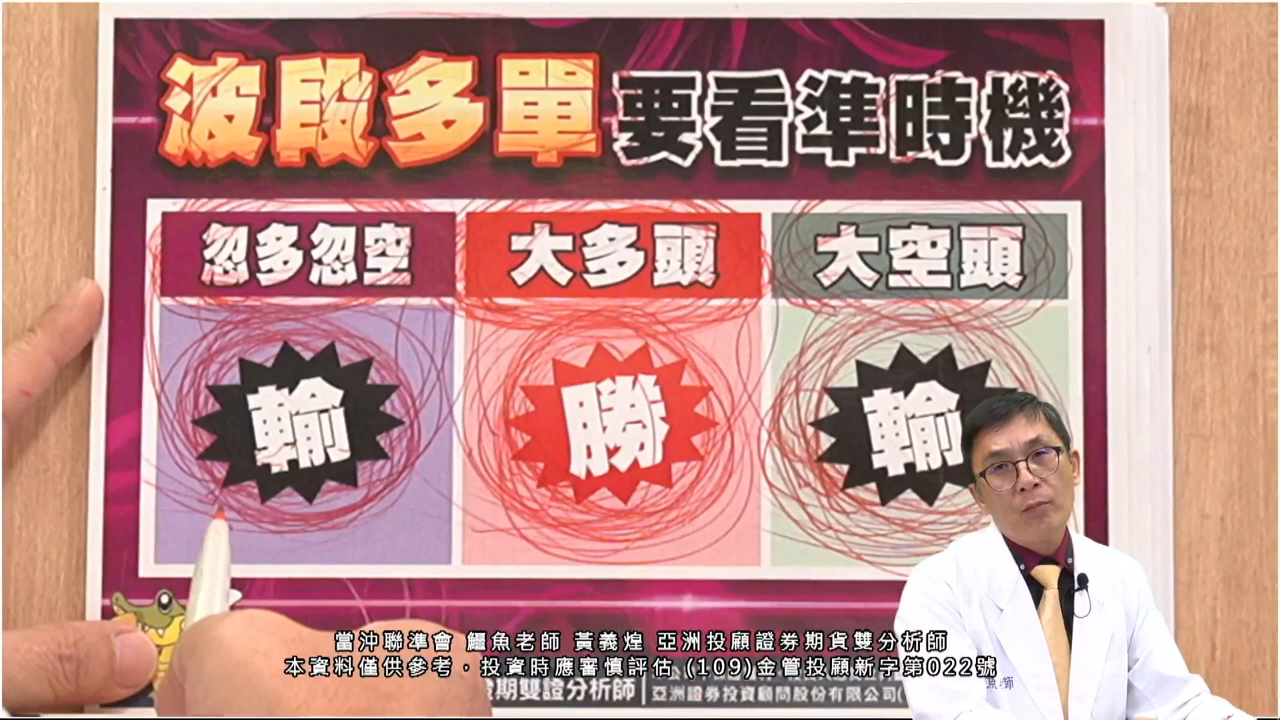 波段多單要看準時機
忽多忽空 大多頭 大空頭
輸 勝 輸
當沖聯準會 鱷魚老師 黃義煌 亞洲投顧證券期貨雙分析師
本資料僅供參考，投資時應審慎評估 (109)金管投顧新字第022號
期雙證分析師 亞洲證券投資顧問股份有限公司(